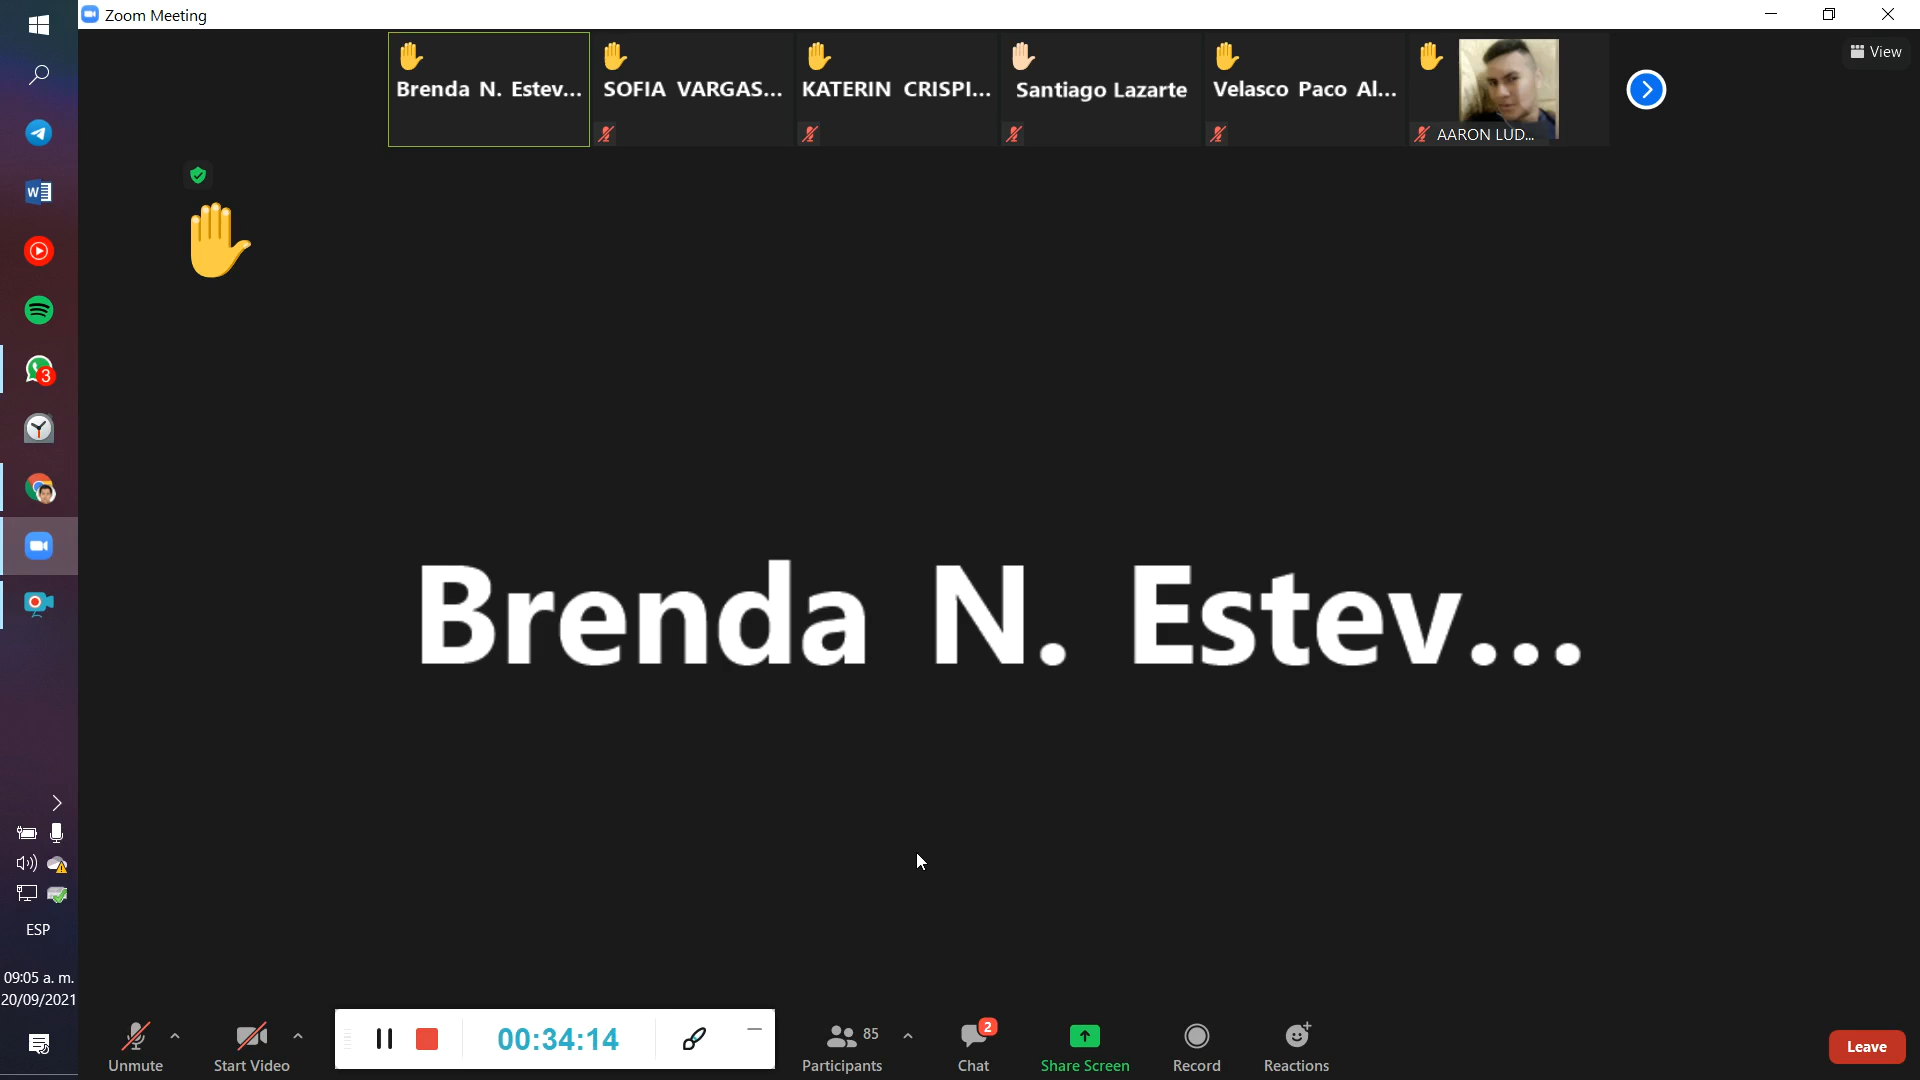 Zoom Meeting
View
Brenda N. Estev...
SOFIA VARGAS...
KATERIN CRISPI...
Santiago Lazarte
Velasco Paco Al...
AARON LUD...
W
3
Brenda N. Estev...
ESP
09:05 a. m.
20/09/2021
Unmute
Start Video
00:34:14
85
Participants
2
Chat
Share Screen
Record
Reactions
Leave